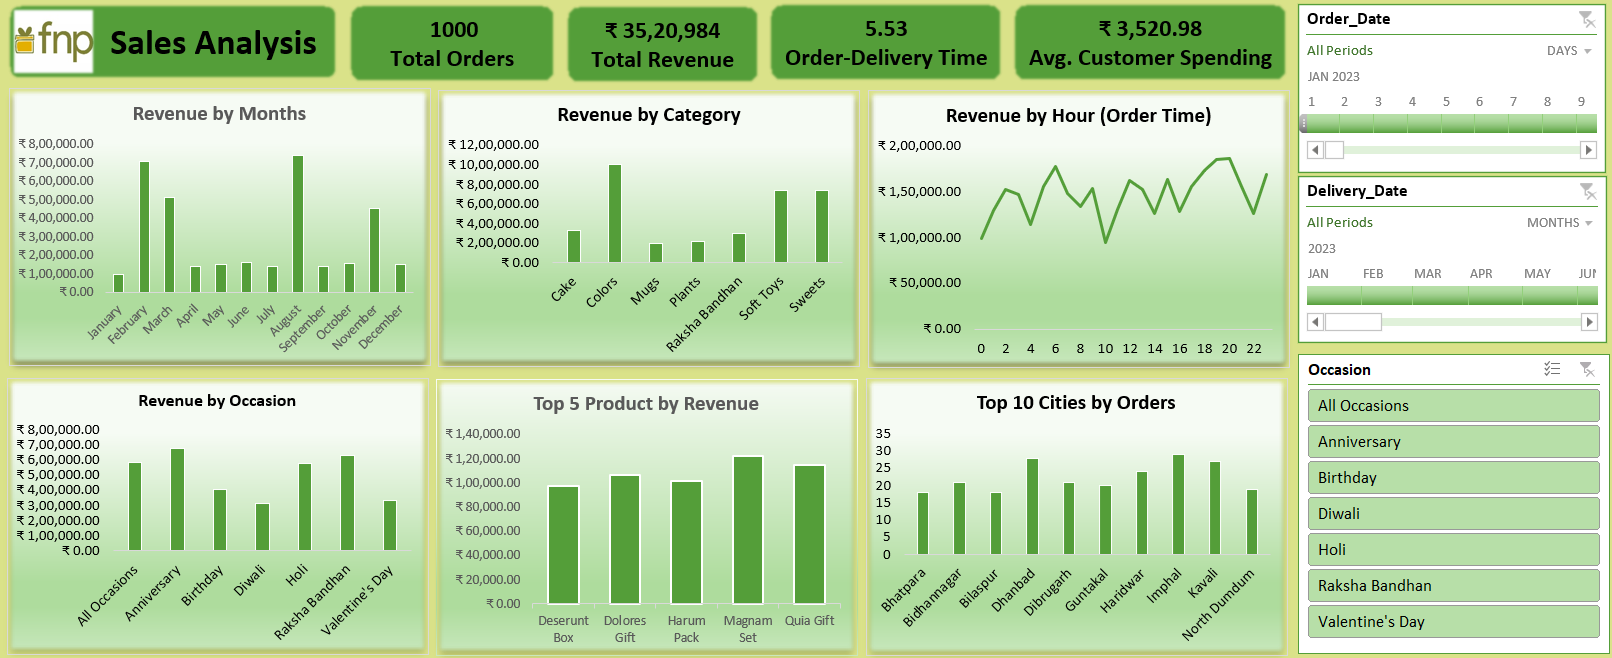 fnp
Sales Analysis
1000
Total Orders
₹ 35,20,984
Total Revenue
5.53
Order-Delivery Time
₹ 3,520.98
Avg. Customer Spending
Revenue by Months
₹ 8,00,000.00
₹ 7,00,000.00
₹ 6,00,000.00
₹ 5,00,000.00
₹ 4,00,000.00
₹ 3,00,000.00
₹ 2,00,000.00
₹ 1,00,000.00
₹ 0.00
January
February
March
April
May
June
July
August
September
October
November
December
Revenue by Category
₹ 12,00,000.00
₹ 10,00,000.00
₹ 8,00,000.00
₹ 6,00,000.00
₹ 4,00,000.00
₹ 2,00,000.00
₹ 0.00
Cake
Colors
Mugs
Plants
Raksha Bandhan
Soft Toys
Sweets
Revenue by Hour (Order Time)
₹ 2,00,000.00
₹ 1,50,000.00
₹ 1,00,000.00
₹ 50,000.00
₹ 0.00
0 2 4 6 8 10 12 14 16 18 20 22
Revenue by Occasion
₹ 8,00,000.00
₹ 7,00,000.00
₹ 6,00,000.00
₹ 5,00,000.00
₹ 4,00,000.00
₹ 3,00,000.00
₹ 2,00,000.00
₹ 1,00,000.00
₹ 0.00
All Occasions
Anniversary
Birthday
Diwali
Holi
Raksha Bandhan
Valentine's Day
Top 5 Product by Revenue
₹ 1,40,000.00
₹ 1,20,000.00
₹ 1,00,000.00
₹ 80,000.00
₹ 60,000.00
₹ 40,000.00
₹ 20,000.00
₹ 0.00
Deserunt
Box
Dolores
Gift
Harum
Pack
Magnam
Set
Quia Gift
Top 10 Cities by Orders
35
30
25
20
15
10
5
0
Bhatpara
Bidhannagar
Bilaspur
Dhanbad
Dibrugarh
Guntakal
Haridwar
Imphal
Kavali
North Dumdum
Order_Date
All Periods
DAYS
JAN 2023
1 2 3 4 5 6 7 8 9
Delivery_Date
All Periods
MONTHS
2023
JAN FEB MAR APR MAY JUN
Occasion
All Occasions
Anniversary
Birthday
Diwali
Holi
Raksha Bandhan
Valentine's Day